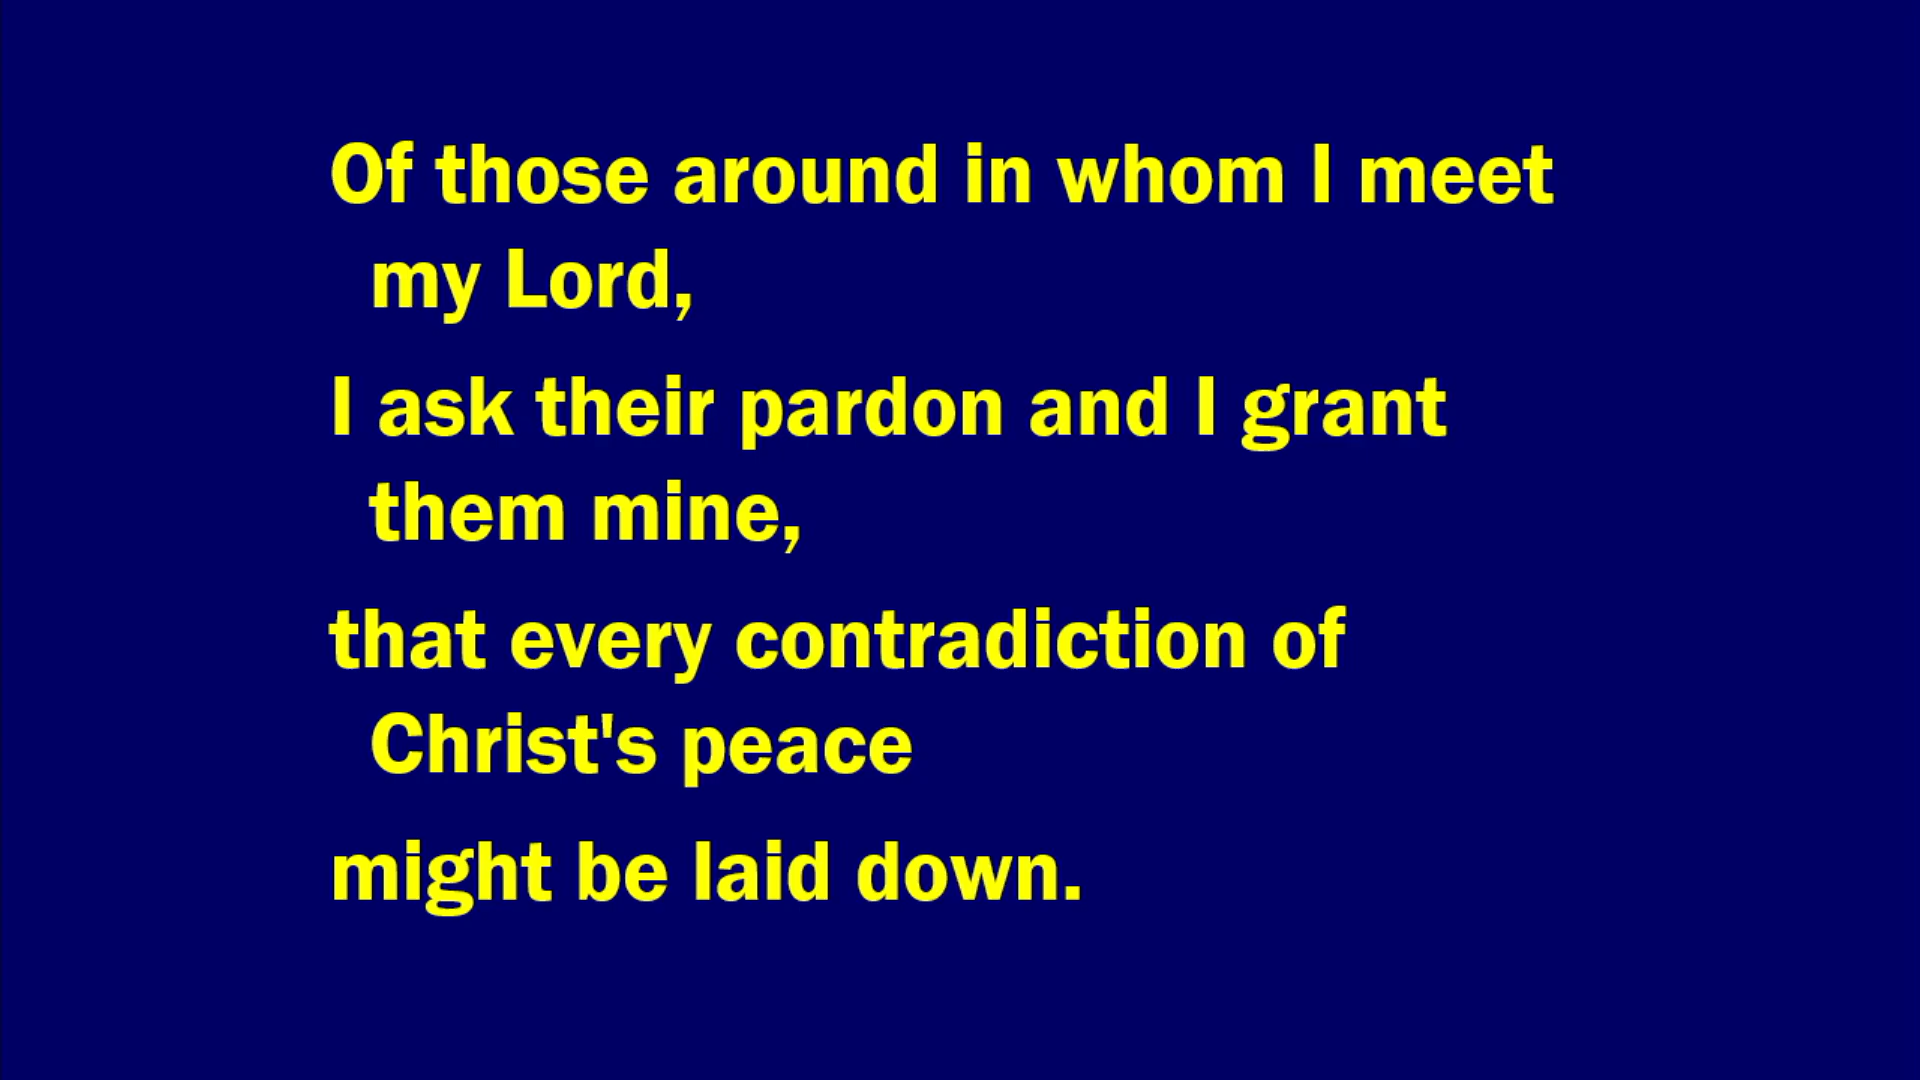 Of those around in whom I meet
my Lord,
I ask their pardon and I grant
them mine,
that every contradiction of
Christ's peace
might be laid down.